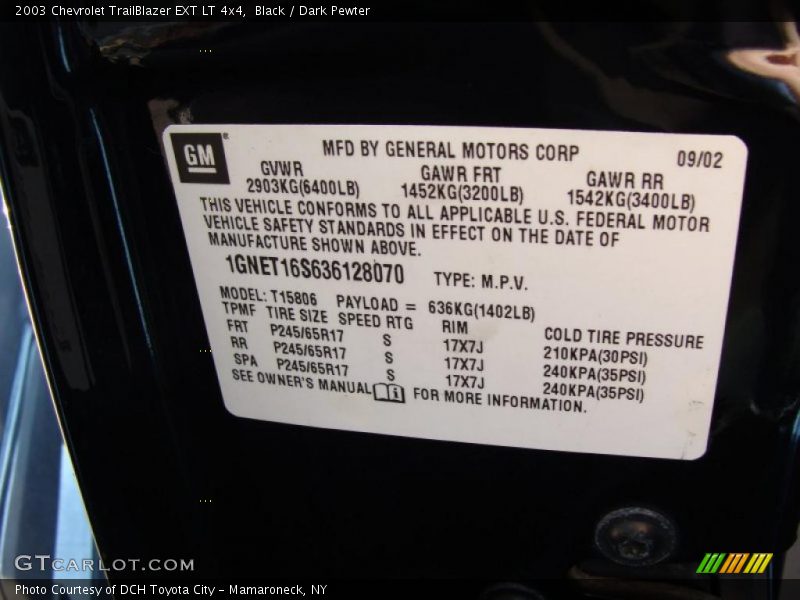 2003 Chevrolet TrailBlazer EXT LT 4x4, Black / Dark Pewter
GM
MFD BY GENERAL MOTORS CORP 09/02
GVWR GAWR FRT GAWR RR
2903KG(6400LB) 1452KG(3200LB) 1542KG(3400LB)
THIS VEHICLE CONFORMS TO ALL APPLICABLE U.S. FEDERAL MOTOR
VEHICLE SAFETY STANDARDS IN EFFECT ON THE DATE OF
MANUFACTURE SHOWN ABOVE.
1GNET16S636128070 TYPE: M.P.V.
MODEL: T15806 PAYLOAD = 636KG(1402LB)
TPMF TIRE SIZE SPEED RTG RIM COLD TIRE PRESSURE
FRT P245/65R17 S 17X7J 210KPA(30PSI)
RR P245/65R17 S 17X7J 240KPA(35PSI)
SPA P245/65R17 S 17X7J 240KPA(35PSI)
SEE OWNER'S MANUAL i FOR MORE INFORMATION.
GTCARLOT.COM
Photo Courtesy of DCH Toyota City - Mamaroneck, NY